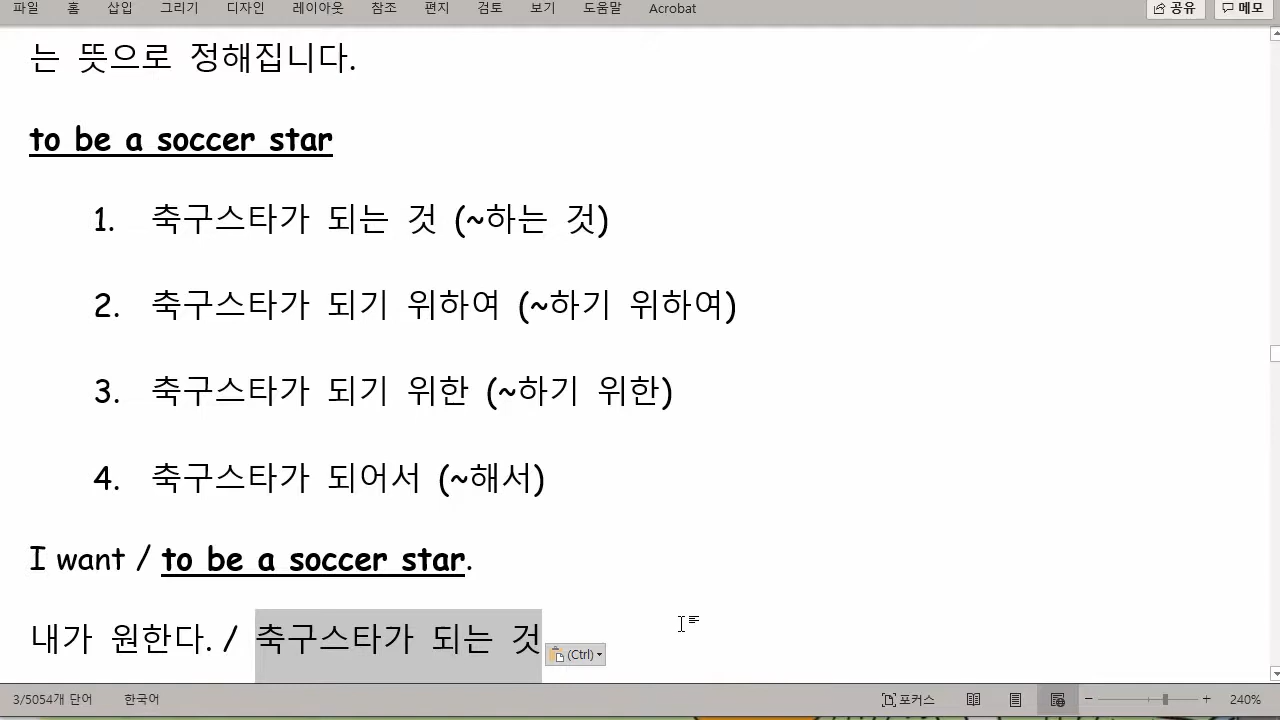 파일 홈 삽입 그리기 디자인 레이아웃 참조 편지 검토 보기 도움말 Acrobat 공유 메모
는 뜻으로 정해집니다.
to be a soccer star
1. 축구스타가 되는 것 (~하는 것)
2. 축구스타가 되기 위하여 (~하기 위하여)
3. 축구스타가 되기 위한 (~하기 위한)
4. 축구스타가 되어서 (~해서)
I want / to be a soccer star.
내가 원한다. / 축구스타가 되는 것
(Ctrl)
3/5054개 단어 한국어 포커스 240%